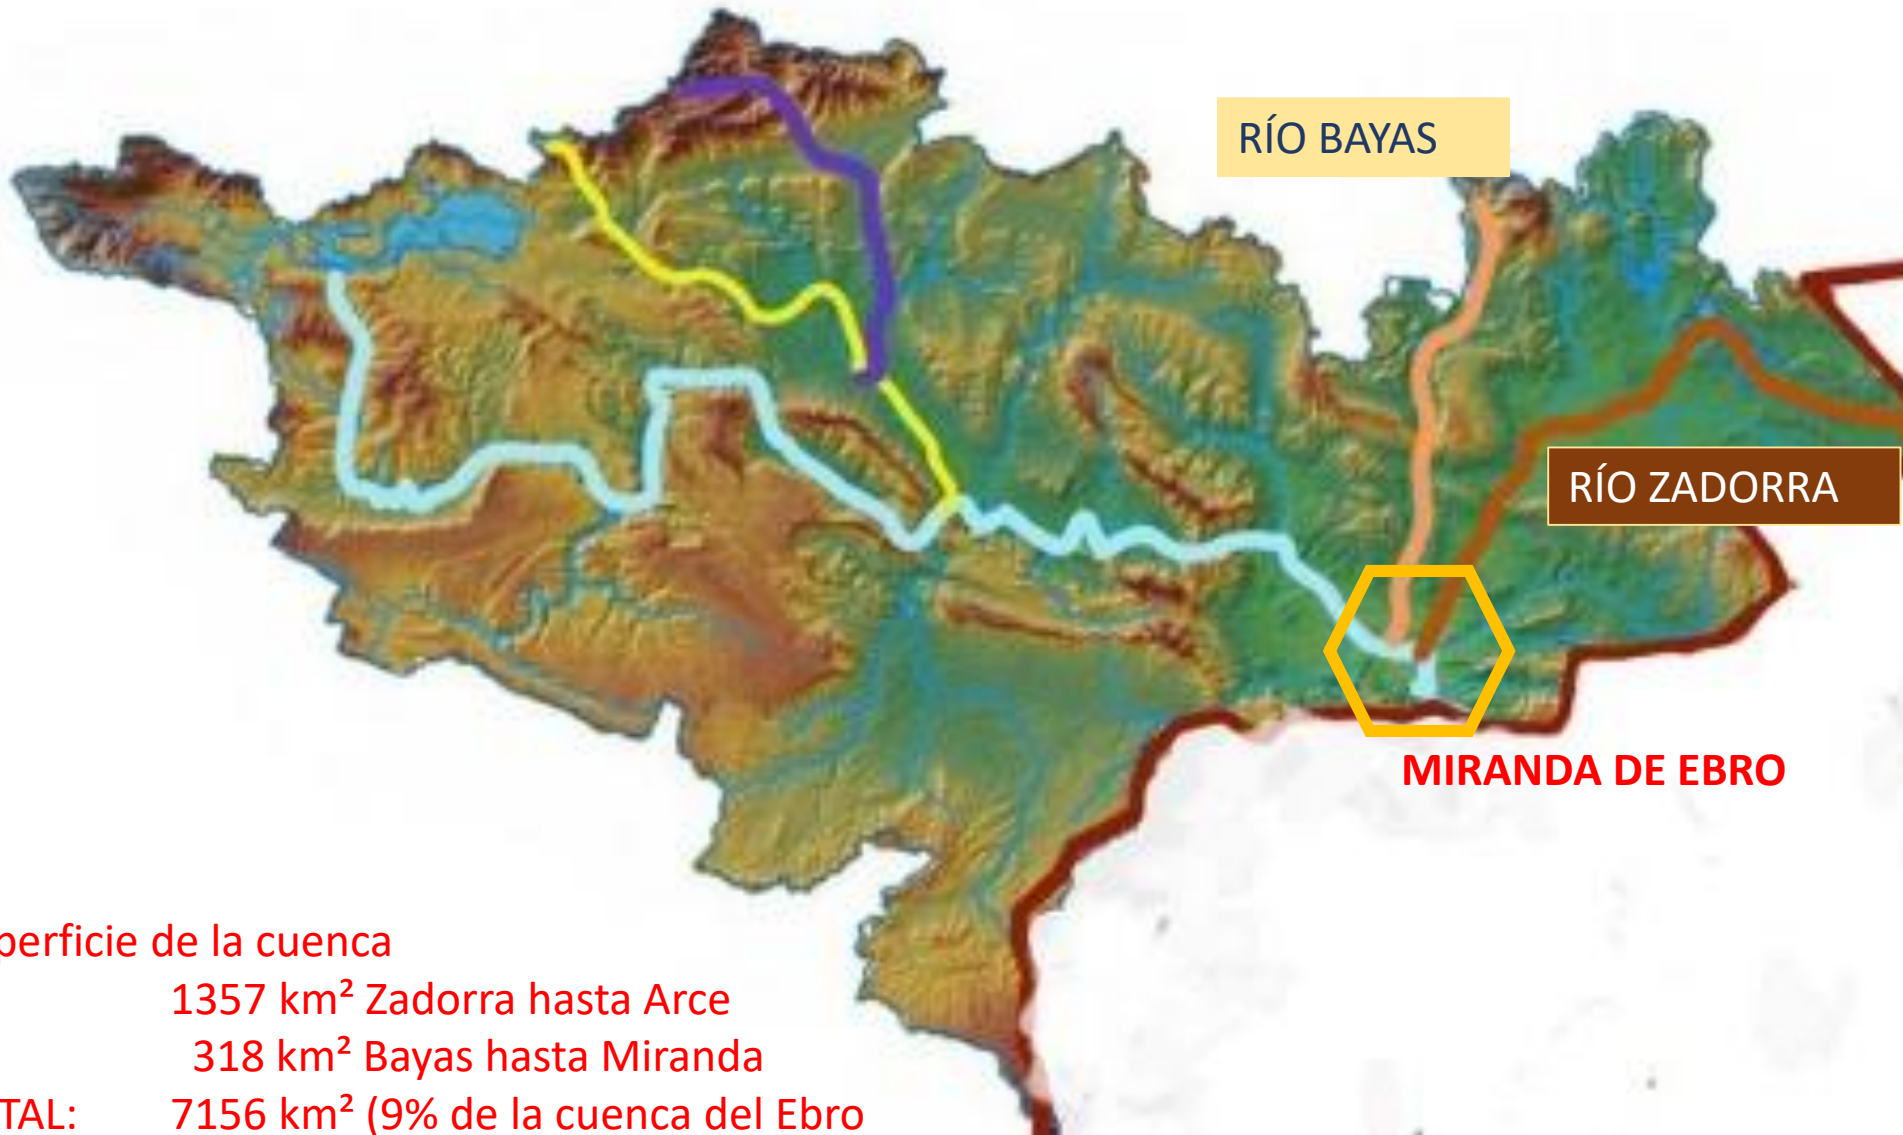 RÍO BAYAS
RÍO ZADORRA
MIRANDA DE EBRO
perficie de la cuenca
1357 km² Zadorra hasta Arce
318 km² Bayas hasta Miranda
TAL: 7156 km² (9% de la cuenca del Ebro